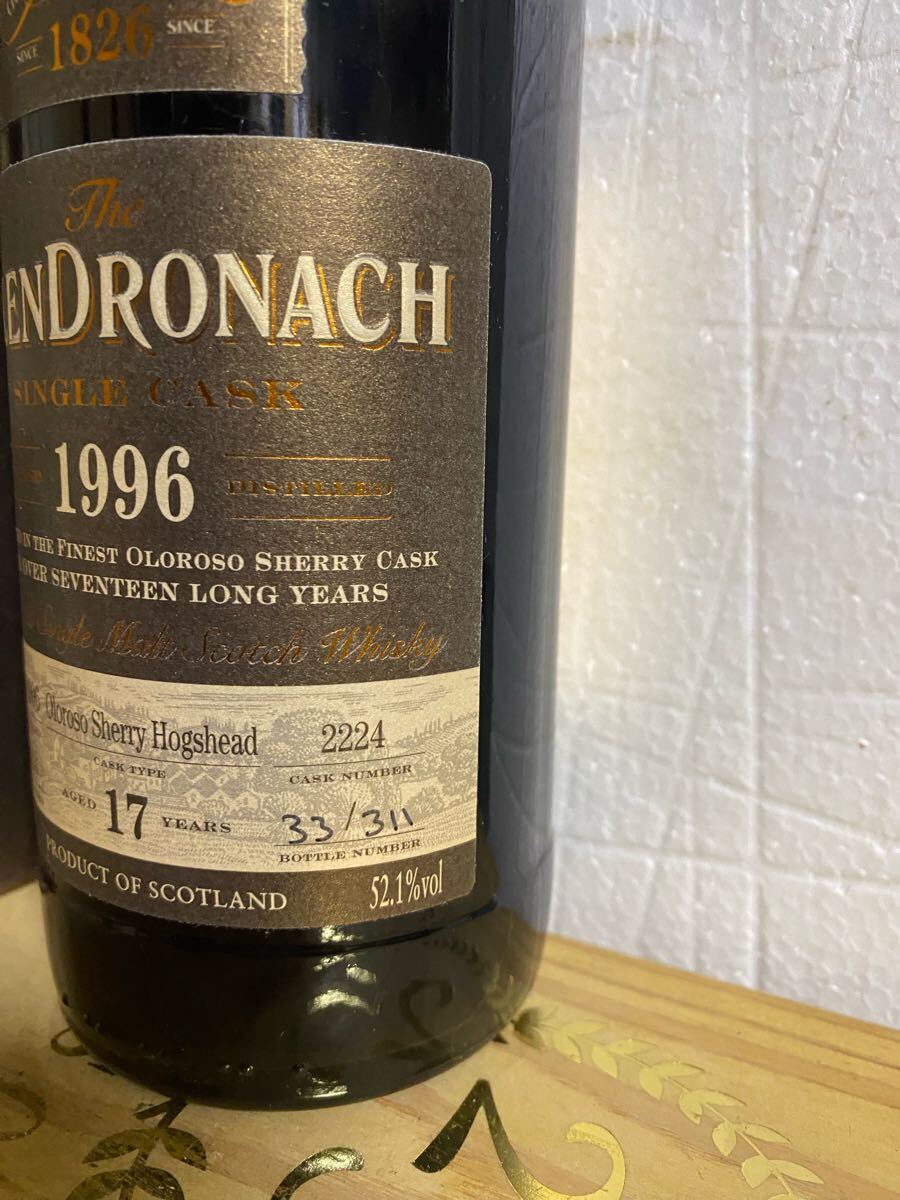 SINCE 1826 SINCE
The
ENDRONACH
SINGLE CASK
1996 DISTILLED
IN THE FINEST OLOROSO SHERRY CASK
OVER SEVENTEEN LONG YEARS
Single Malt Scotch Whisky
Oloroso Sherry Hogshead 2224
CASK TYPE CASK NUMBER
AGED 17 YEARS 33/311
BOTTLE NUMBER
PRODUCT OF SCOTLAND 52.1%vol